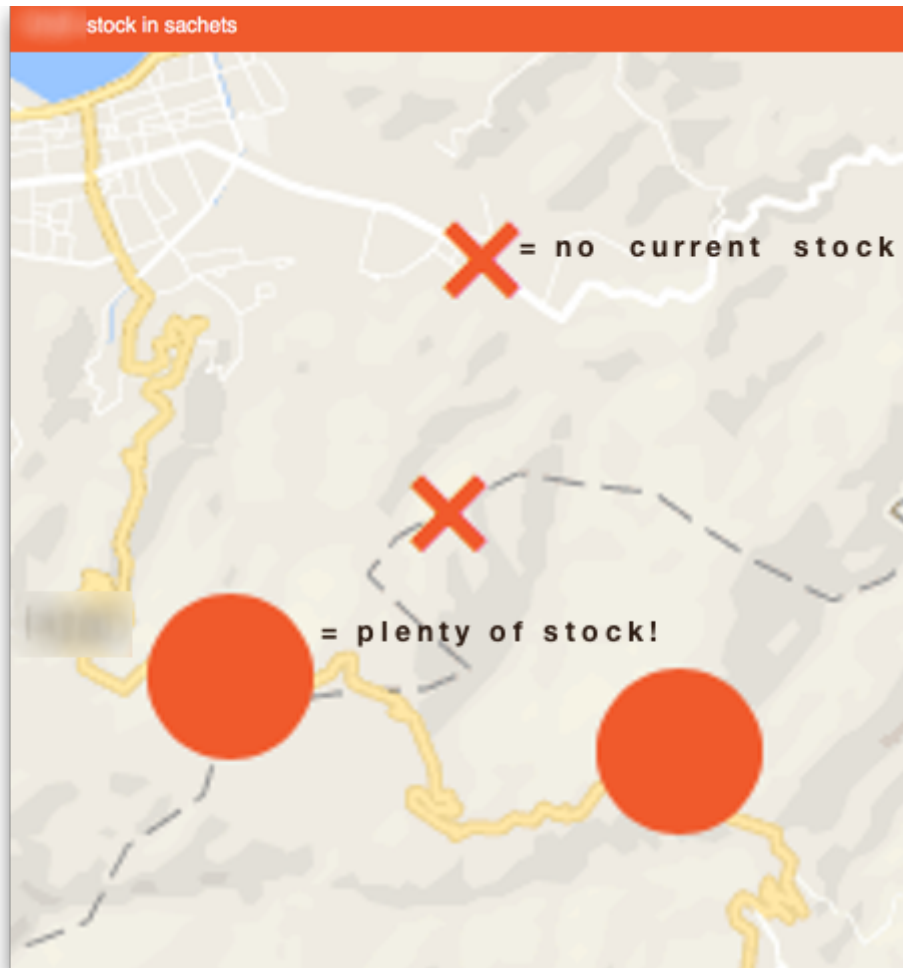 stock in sachets
= no current stock
= plenty of stock!